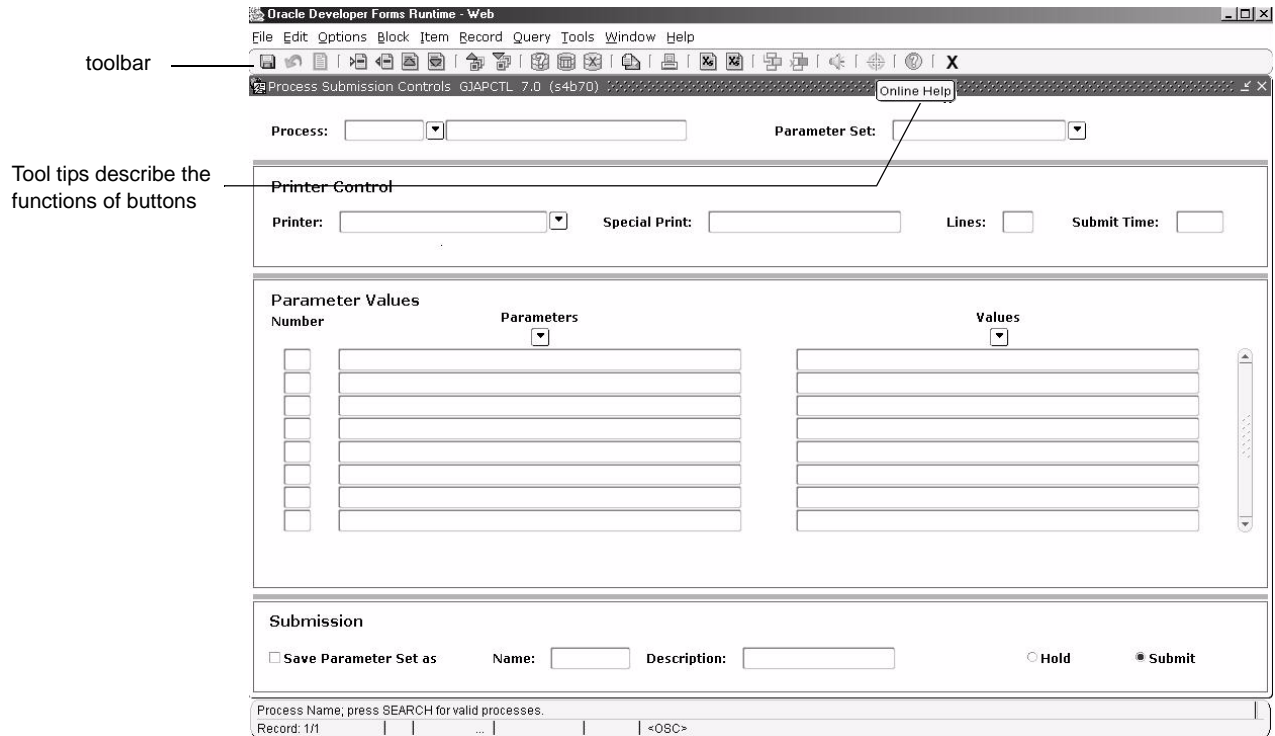 Oracle Developer Forms Runtime - Web
File Edit Options Block Item Record Query Tools Window Help
toolbar
X
Process Submission Controls GJAPCTL 7.0 (s4b70)
Online Help
Process:
Parameter Set:
Tool tips describe the
functions of buttons
Printer Control
Printer:
Special Print:
Lines:
Submit Time:
Parameter Values
Number
Parameters
Values
Submission
Save Parameter Set as
Name:
Description:
Hold
Submit
Process Name; press SEARCH for valid processes.
Record: 1/1
...
<OSC>